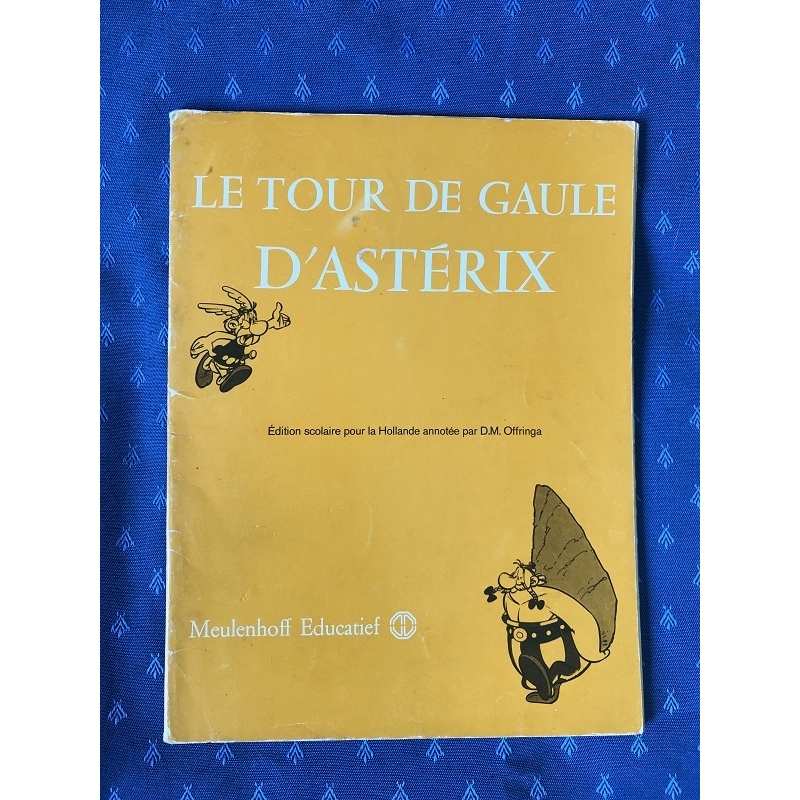 LE TOUR DE GAULE
D'ASTÉRIX
Édition scolaire pour la Hollande annotée par D.M. Offringa
Meulenhoff Educatief